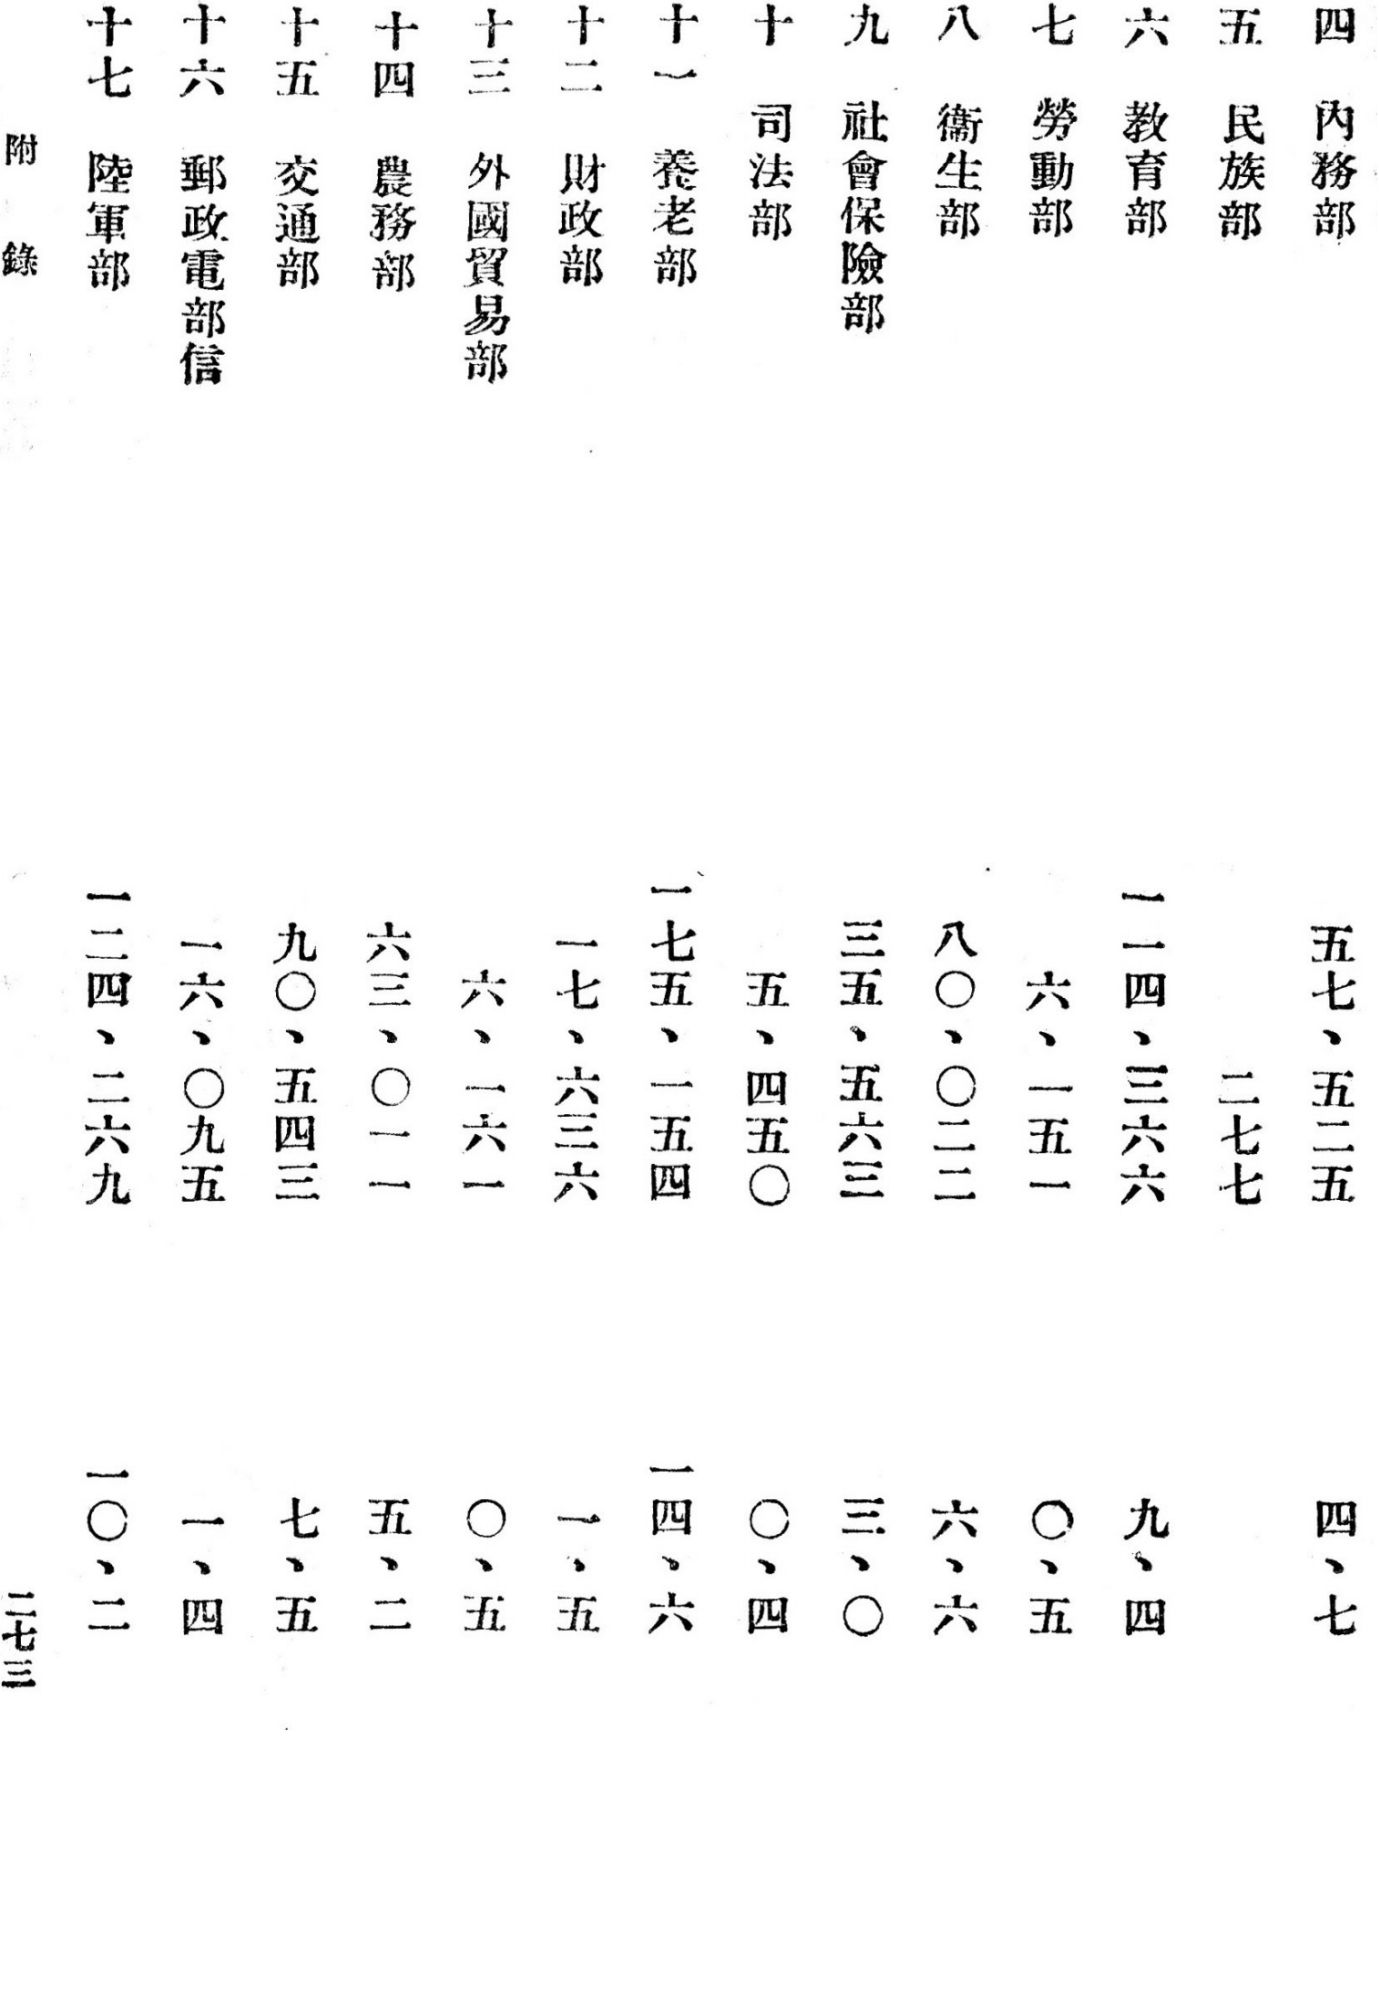 四　內務部　五七、五二五　四、七
五　民族部　二七七
六　教育部　一一四、三六六　九、四
七　勞動部　六、一五一　〇、五
八　衞生部　八〇、〇二二　六、六
九　社會保險部　三五、五六三　三、〇
十　司法部　五、四五〇　〇、四
十一　養老部　一七五、一五四　一四、六
十二　財政部　一七、六三六　一、五
十三　外國貿易部　六、一六一　〇、五
十四　農務部　六三、〇一一　五、二
十五　交通部　九〇、五四三　七、五
十六　郵政電部信　一六、〇九五　一、四
十七　陸軍部　一二四、二六九　一〇、二
附　錄　二七三